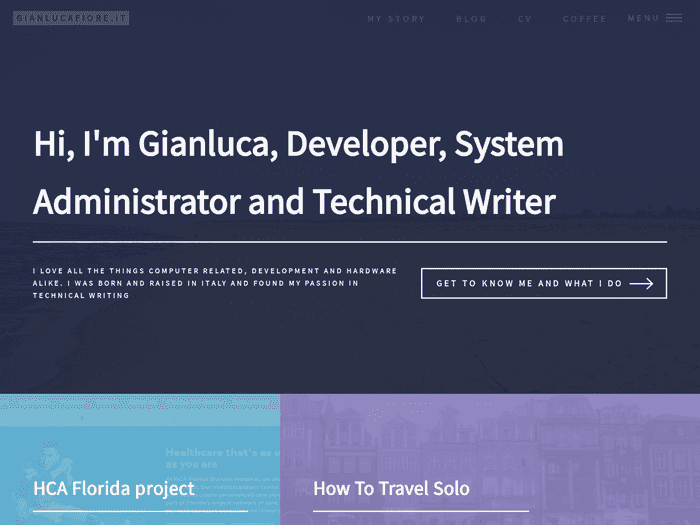 GIANLUCAFIORE.IT
MY STORY BLOG CV COFFEE MENU
Hi, I'm Gianluca, Developer, System
Administrator and Technical Writer
I LOVE ALL THE THINGS COMPUTER RELATED, DEVELOPMENT AND HARDWARE
ALIKE. I WAS BORN AND RAISED IN ITALY AND FOUND MY PASSION IN
TECHNICAL WRITING
GET TO KNOW ME AND WHAT I DO
Healthcare that's as
as you are
HCA Florida project
How To Travel Solo